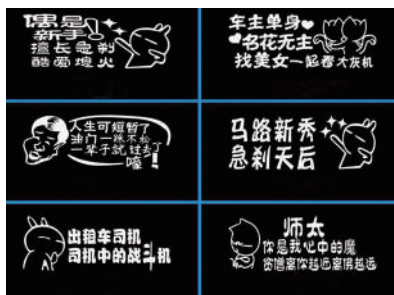 偶是
新手
擅长急刹
酷爱熄火
车主单身
名花无主
找美女一起看大灰机
人生可短暂了
油门一踩不松
一辈子就过去了
嚎
马路新秀
急刹天后
出租车司机
司机中的战斗机
师太
你是我心中的魔
贫僧离你越近离佛越远